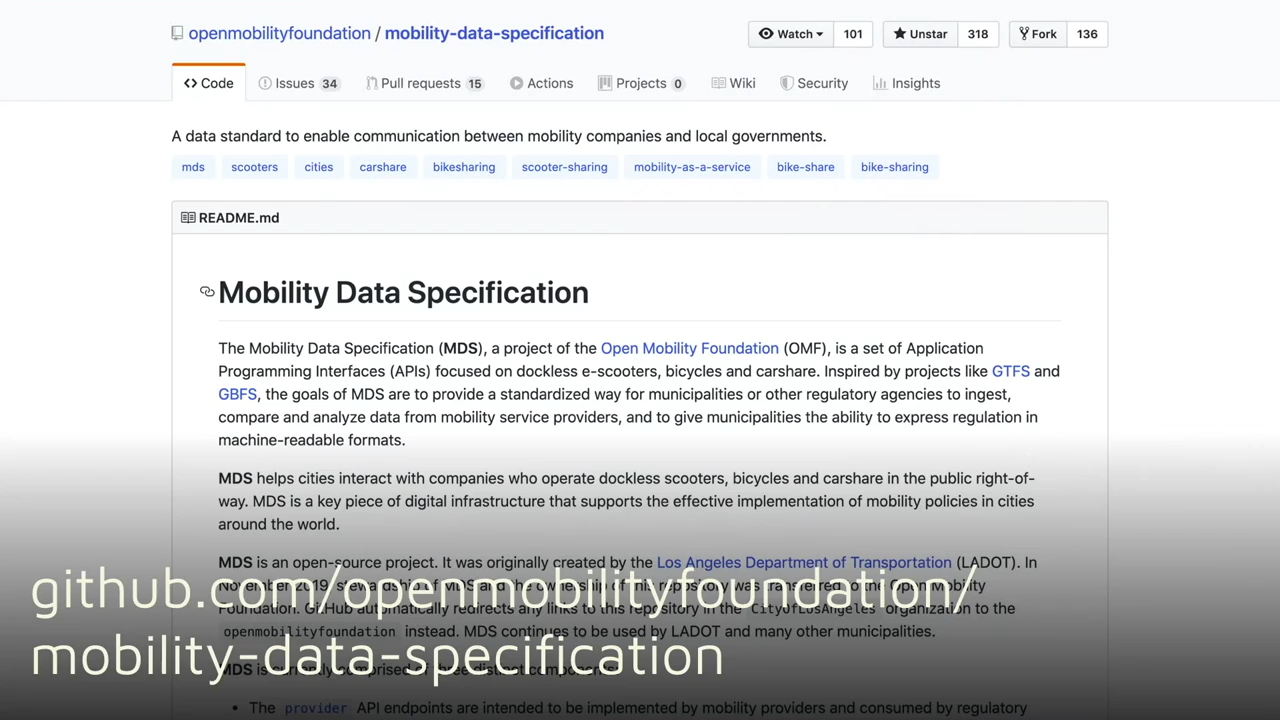 openmobilityfoundation / mobility-data-specification
Watch 101 Unstar 318 Fork 136
Code Issues 34 Pull requests 15 Actions Projects 0 Wiki Security Insights
A data standard to enable communication between mobility companies and local governments.
mds scooters cities carshare bikesharing scooter-sharing mobility-as-a-service bike-share bike-sharing
README.md
Mobility Data Specification
The Mobility Data Specification (MDS), a project of the Open Mobility Foundation (OMF), is a set of Application
Programming Interfaces (APIs) focused on dockless e-scooters, bicycles and carshare. Inspired by projects like GTFS and
GBFS, the goals of MDS are to provide a standardized way for municipalities or other regulatory agencies to ingest,
compare and analyze data from mobility service providers, and to give municipalities the ability to express regulation in
machine-readable formats.
MDS helps cities interact with companies who operate dockless scooters, bicycles and carshare in the public right-of-
way. MDS is a key piece of digital infrastructure that supports the effective implementation of mobility policies in cities
around the world.
MDS is an open-source project. It was originally created by the Los Angeles Department of Transportation (LADOT). In
November 2019, stewardship of MDS and the ownership of this repository was transferred to the Open Mobility
Foundation. GitHub automatically redirects any links to this repository in the CityOfLosAngeles organization to the
openmobilityfoundation instead. MDS continues to be used by LADOT and many other municipalities.
MDS is currently comprised of three distinct components:
• The provider API endpoints are intended to be implemented by mobility providers and consumed by regulatory
github.com/openmobilityfoundation/
mobility-data-specification